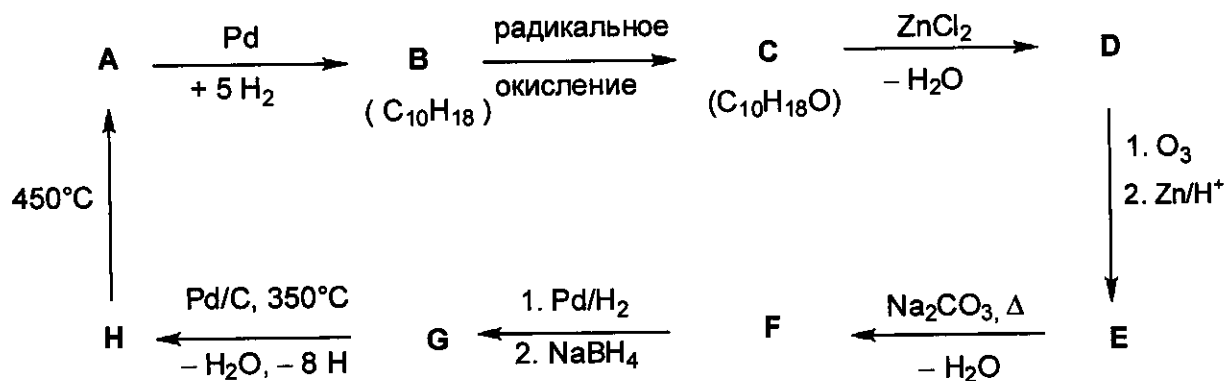 A
Pd
+ 5 H₂
B
( C₁₀H₁₈ )
радикальное
окисление
C
(C₁₀H₁₈O)
ZnCl₂
– H₂O
D
450°C
1. O₃
2. Zn/H⁺
H
Pd/C, 350°C
– H₂O, – 8 H
G
1. Pd/H₂
2. NaBH₄
F
Na₂CO₃, Δ
– H₂O
E